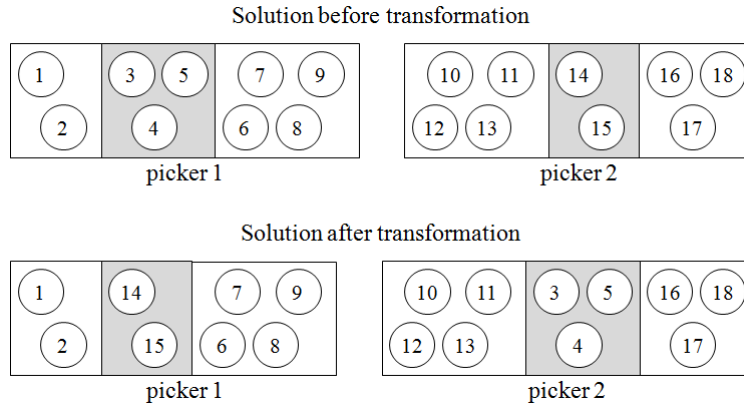 Solution before transformation
1 3 5 7 9 10 11 14 16 18
2 4 6 8 12 13 15 17
picker 1 picker 2
Solution after transformation
1 14 7 9 10 11 3 5 16 18
2 15 6 8 12 13 4 17
picker 1 picker 2